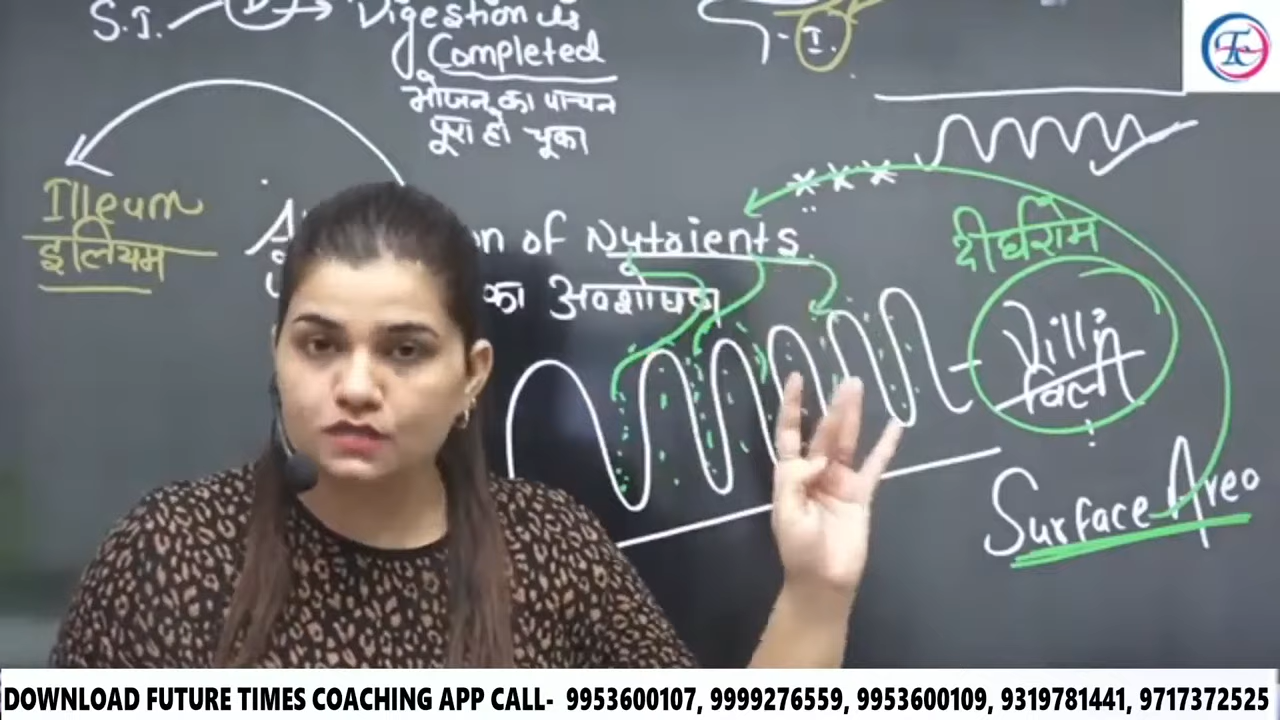 S.I.
Digestion is
Completed
भोजन का पाचन
पूरा हो चूका
I.
Illeum
इलियम
on of Nutrients
का अवशोषण
दीर्घरोम
Villi
विली
Surface Area
DOWNLOAD FUTURE TIMES COACHING APP CALL- 9953600107, 9999276559, 9953600109, 9319781441, 9717372525